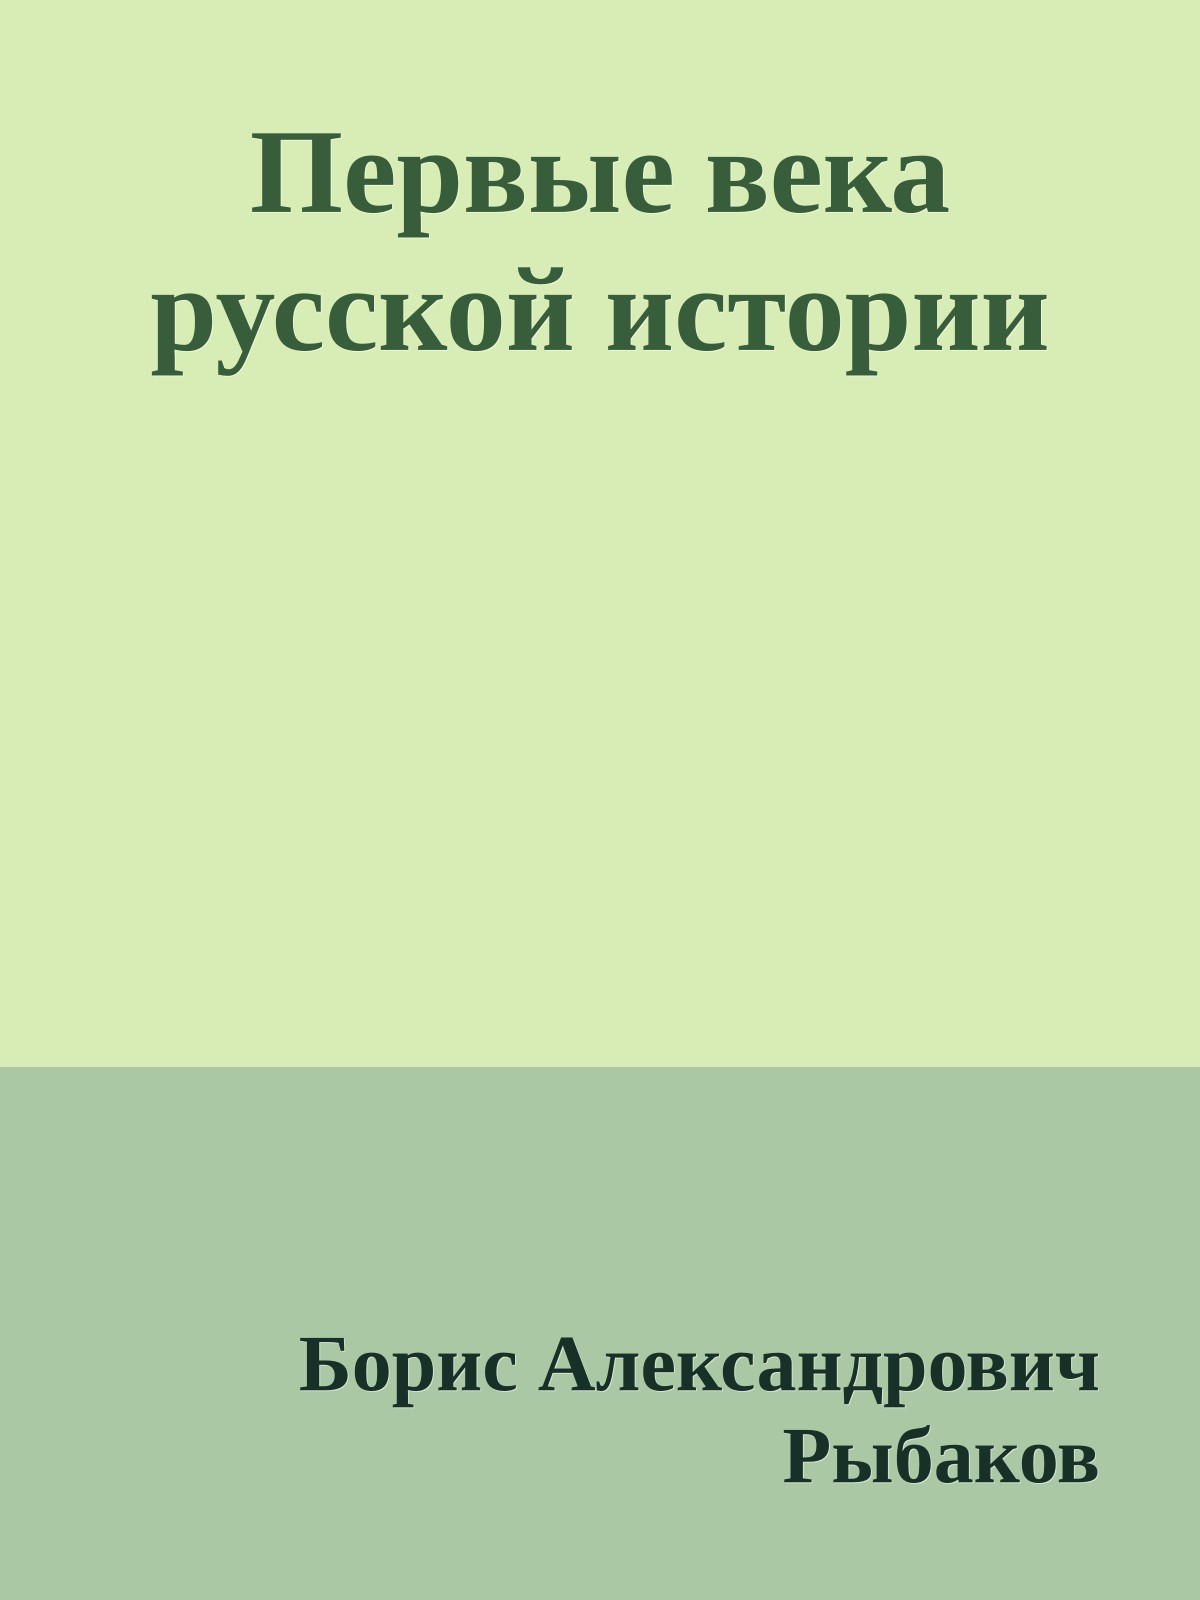 Первые века
русской истории
Борис Александрович
Рыбаков